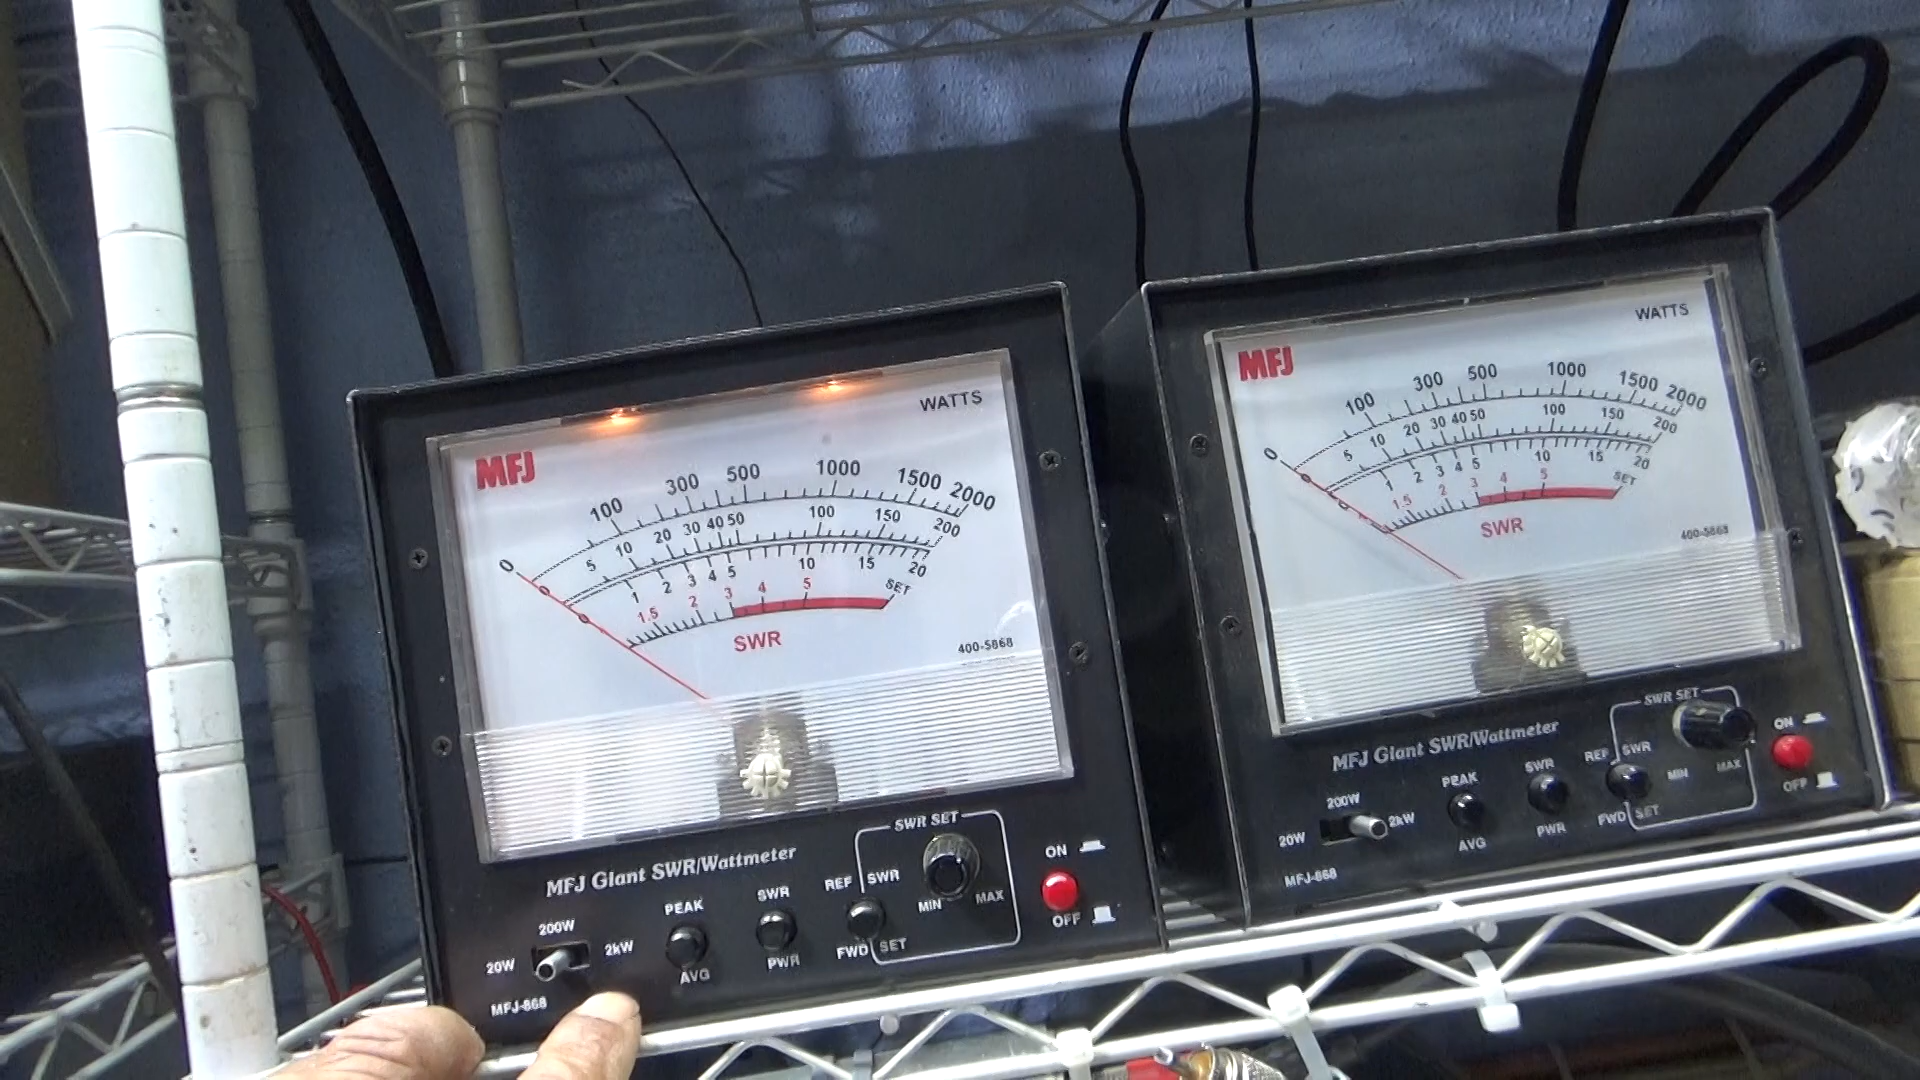 WATTS
MFJ
0 100 300 500 1000 1500 2000
0 5 10 20 30 40 50 100 150 200
0 1 2 3 4 5 10 15 20
1.5 2 3 4 5 SET
SWR
400-5868
MFJ Giant SWR/Wattmeter
SWR SET
200W
20W 2kW
PEAK
AVG
SWR
PWR
REF SWR
FWD SET
MIN MAX
ON
OFF
MFJ-868
WATTS
MFJ
0 100 300 500 1000 1500 2000
0 5 10 20 30 40 50 100 150 200
0 1 2 3 4 5 10 15 20
1.5 2 3 4 5 SET
SWR
400-5868
MFJ Giant SWR/Wattmeter
SWR SET
200W
20W 2kW
PEAK
AVG
SWR
PWR
REF SWR
FWD SET
MIN MAX
ON
OFF
MFJ-868